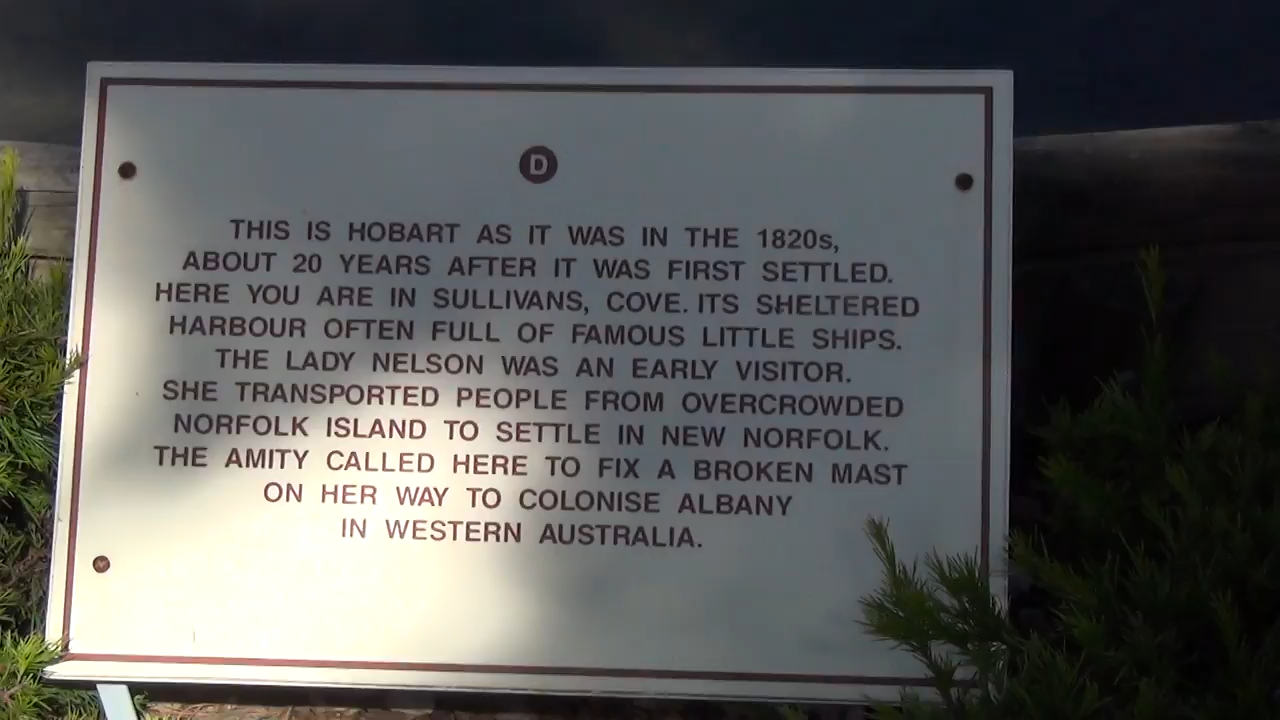 D
THIS IS HOBART AS IT WAS IN THE 1820s,
ABOUT 20 YEARS AFTER IT WAS FIRST SETTLED.
HERE YOU ARE IN SULLIVANS, COVE. ITS SHELTERED
HARBOUR OFTEN FULL OF FAMOUS LITTLE SHIPS.
THE LADY NELSON WAS AN EARLY VISITOR.
SHE TRANSPORTED PEOPLE FROM OVERCROWDED
NORFOLK ISLAND TO SETTLE IN NEW NORFOLK.
THE AMITY CALLED HERE TO FIX A BROKEN MAST
ON HER WAY TO COLONISE ALBANY
IN WESTERN AUSTRALIA.